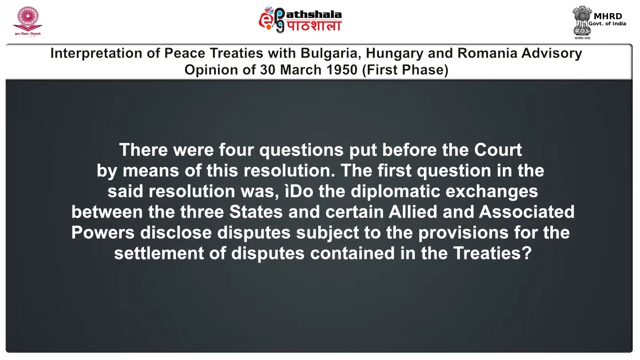 Pathshala
पाठशाला
MHRD
Govt. of India
Interpretation of Peace Treaties with Bulgaria, Hungary and Romania Advisory
Opinion of 30 March 1950 (First Phase)
There were four questions put before the Court
by means of this resolution. The first question in the
said resolution was, ìDo the diplomatic exchanges
between the three States and certain Allied and Associated
Powers disclose disputes subject to the provisions for the
settlement of disputes contained in the Treaties?